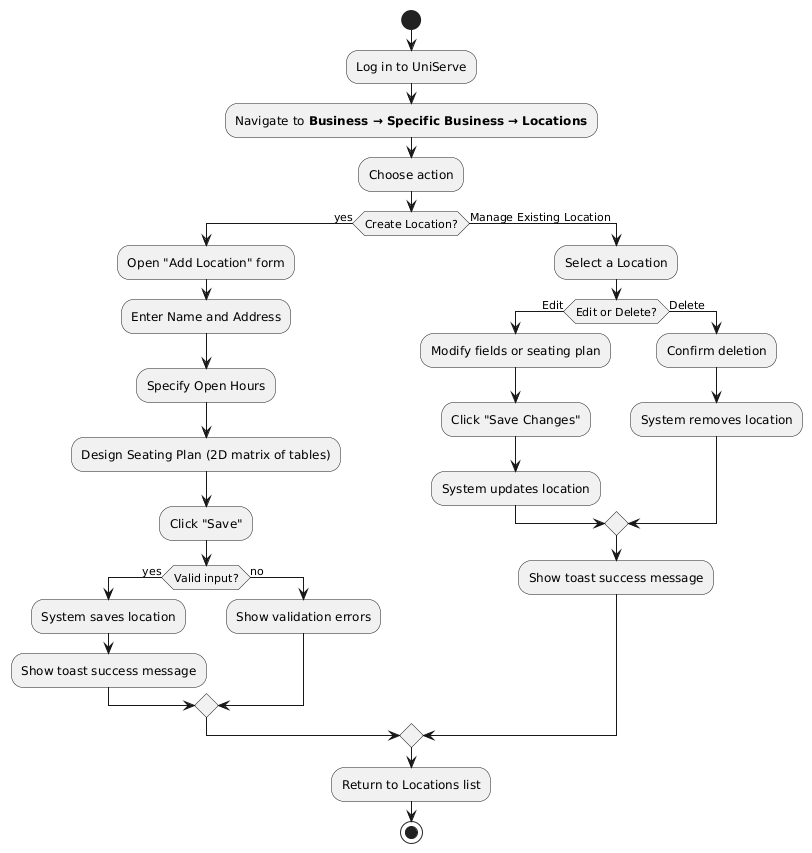 Log in to UniServe
Navigate to Business → Specific Business → Locations
Choose action
yes
Create Location?
Manage Existing Location
Open "Add Location" form
Enter Name and Address
Specify Open Hours
Design Seating Plan (2D matrix of tables)
Click "Save"
yes
Valid input?
no
System saves location
Show toast success message
Show validation errors
Select a Location
Edit
Edit or Delete?
Delete
Modify fields or seating plan
Click "Save Changes"
System updates location
Confirm deletion
System removes location
Show toast success message
Return to Locations list